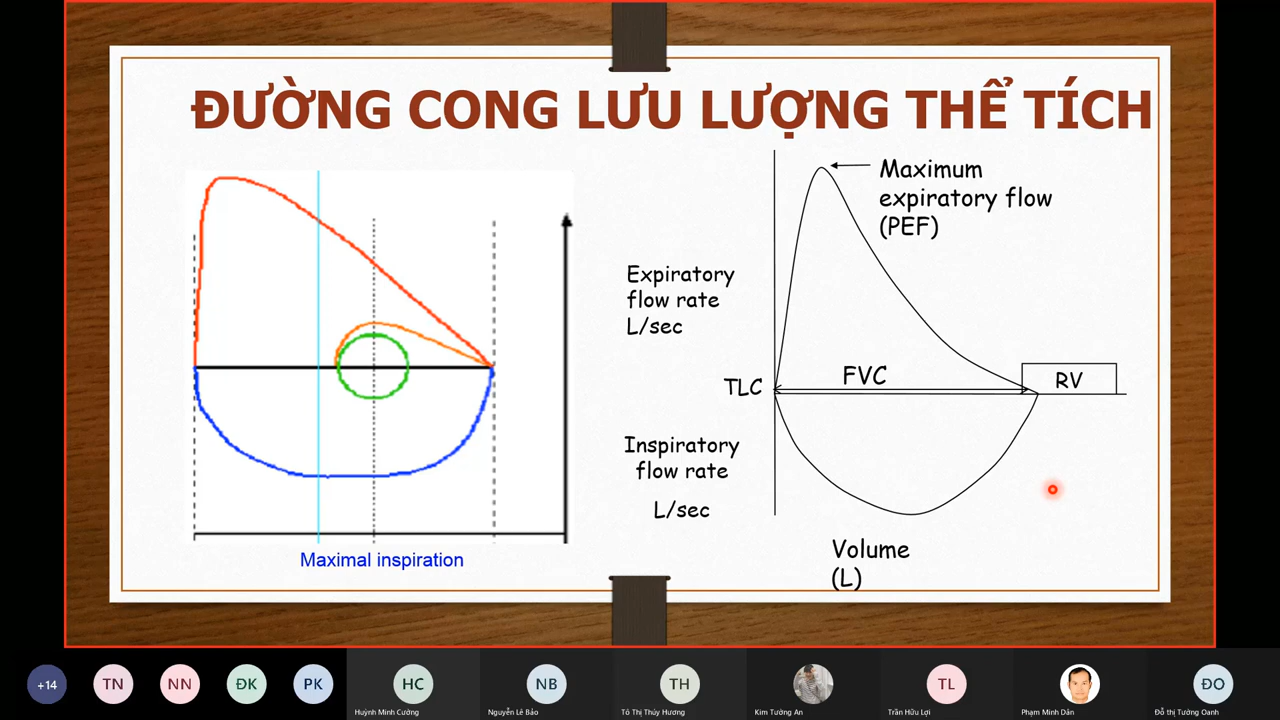 ĐƯỜNG CONG LƯU LƯỢNG THỂ TÍCH
Maximal inspiration
Maximum
expiratory flow
(PEF)
Expiratory
flow rate
L/sec
TLC
FVC
RV
Inspiratory
flow rate
L/sec
Volume
(L)
+14
TN
NN
ĐK
PK
HC
Huỳnh Minh Cường
NB
Nguyễn Lê Bảo
TH
Tô Thị Thúy Hương
Kim Tường An
TL
Trần Hữu Lợi
Phạm Minh Dân
ĐO
Đỗ thị Tường Oanh